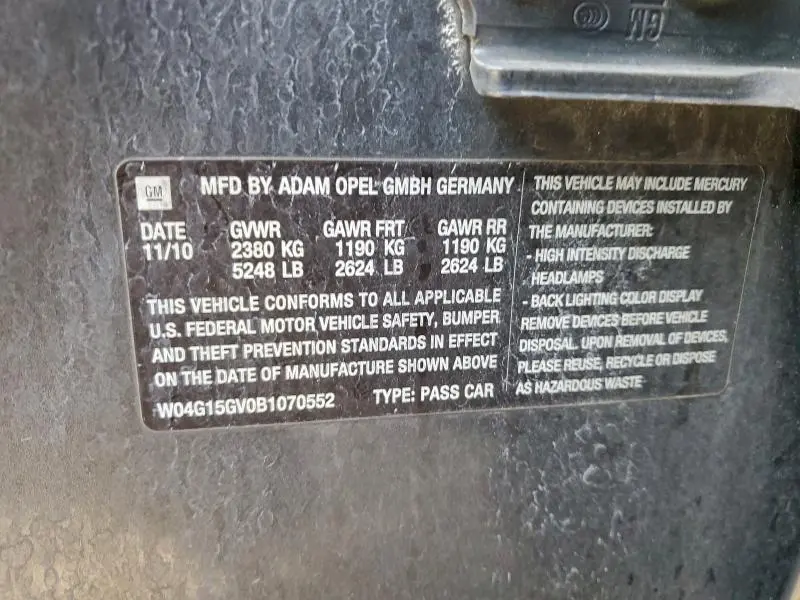 GM
GM
MFD BY ADAM OPEL GMBH GERMANY
DATE GVWR GAWR FRT GAWR RR
11/10 2380 KG 1190 KG 1190 KG
5248 LB 2624 LB 2624 LB
THIS VEHICLE CONFORMS TO ALL APPLICABLE
U.S. FEDERAL MOTOR VEHICLE SAFETY, BUMPER
AND THEFT PREVENTION STANDARDS IN EFFECT
ON THE DATE OF MANUFACTURE SHOWN ABOVE
W04G15GV0B1070552 TYPE: PASS CAR
THIS VEHICLE MAY INCLUDE MERCURY
CONTAINING DEVICES INSTALLED BY
THE MANUFACTURER:
- HIGH INTENSITY DISCHARGE
HEADLAMPS
- BACK LIGHTING COLOR DISPLAY
REMOVE DEVICES BEFORE VEHICLE
DISPOSAL. UPON REMOVAL OF DEVICES,
PLEASE REUSE, RECYCLE OR DISPOSE
AS HAZARDOUS WASTE